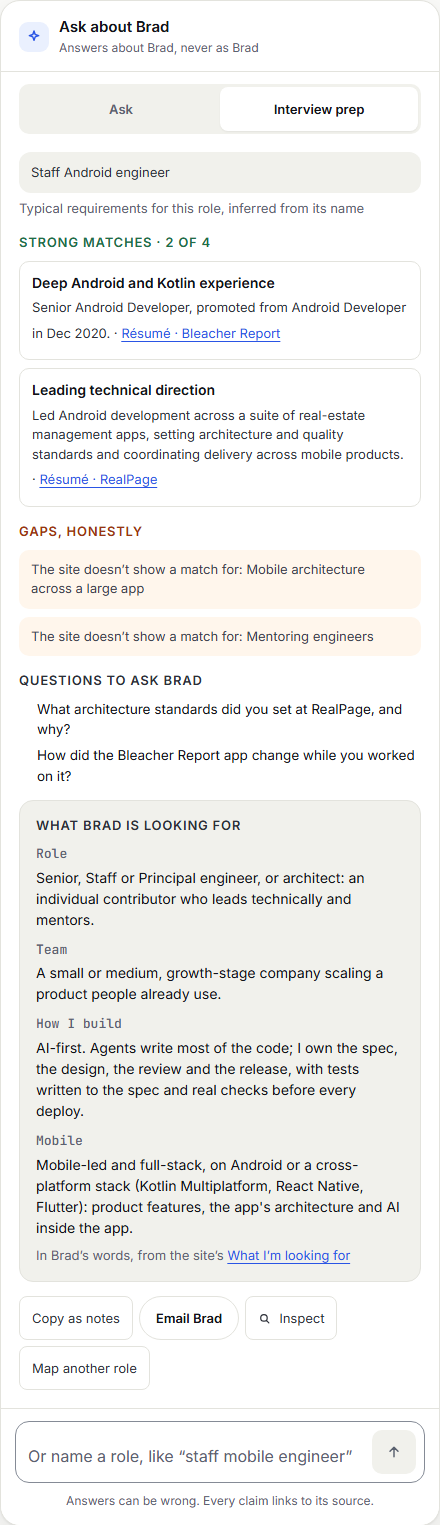 Ask about Brad
Answers about Brad, never as Brad
Ask
Interview prep
Staff Android engineer
Typical requirements for this role, inferred from its name
STRONG MATCHES · 2 OF 4
Deep Android and Kotlin experience
Senior Android Developer, promoted from Android Developer
in Dec 2020. · Résumé · Bleacher Report
Leading technical direction
Led Android development across a suite of real-estate
management apps, setting architecture and quality
standards and coordinating delivery across mobile products.
· Résumé · RealPage
GAPS, HONESTLY
The site doesn’t show a match for: Mobile architecture
across a large app
The site doesn’t show a match for: Mentoring engineers
QUESTIONS TO ASK BRAD
What architecture standards did you set at RealPage, and
why?
How did the Bleacher Report app change while you worked
on it?
WHAT BRAD IS LOOKING FOR
Role
Senior, Staff or Principal engineer, or architect: an
individual contributor who leads technically and
mentors.
Team
A small or medium, growth-stage company scaling a
product people already use.
How I build
AI-first. Agents write most of the code; I own the spec,
the design, the review and the release, with tests
written to the spec and real checks before every
deploy.
Mobile
Mobile-led and full-stack, on Android or a cross-
platform stack (Kotlin Multiplatform, React Native,
Flutter): product features, the app's architecture and AI
inside the app.
In Brad’s words, from the site’s What I’m looking for
Copy as notes
Email Brad
Inspect
Map another role
Or name a role, like “staff mobile engineer”
Answers can be wrong. Every claim links to its source.